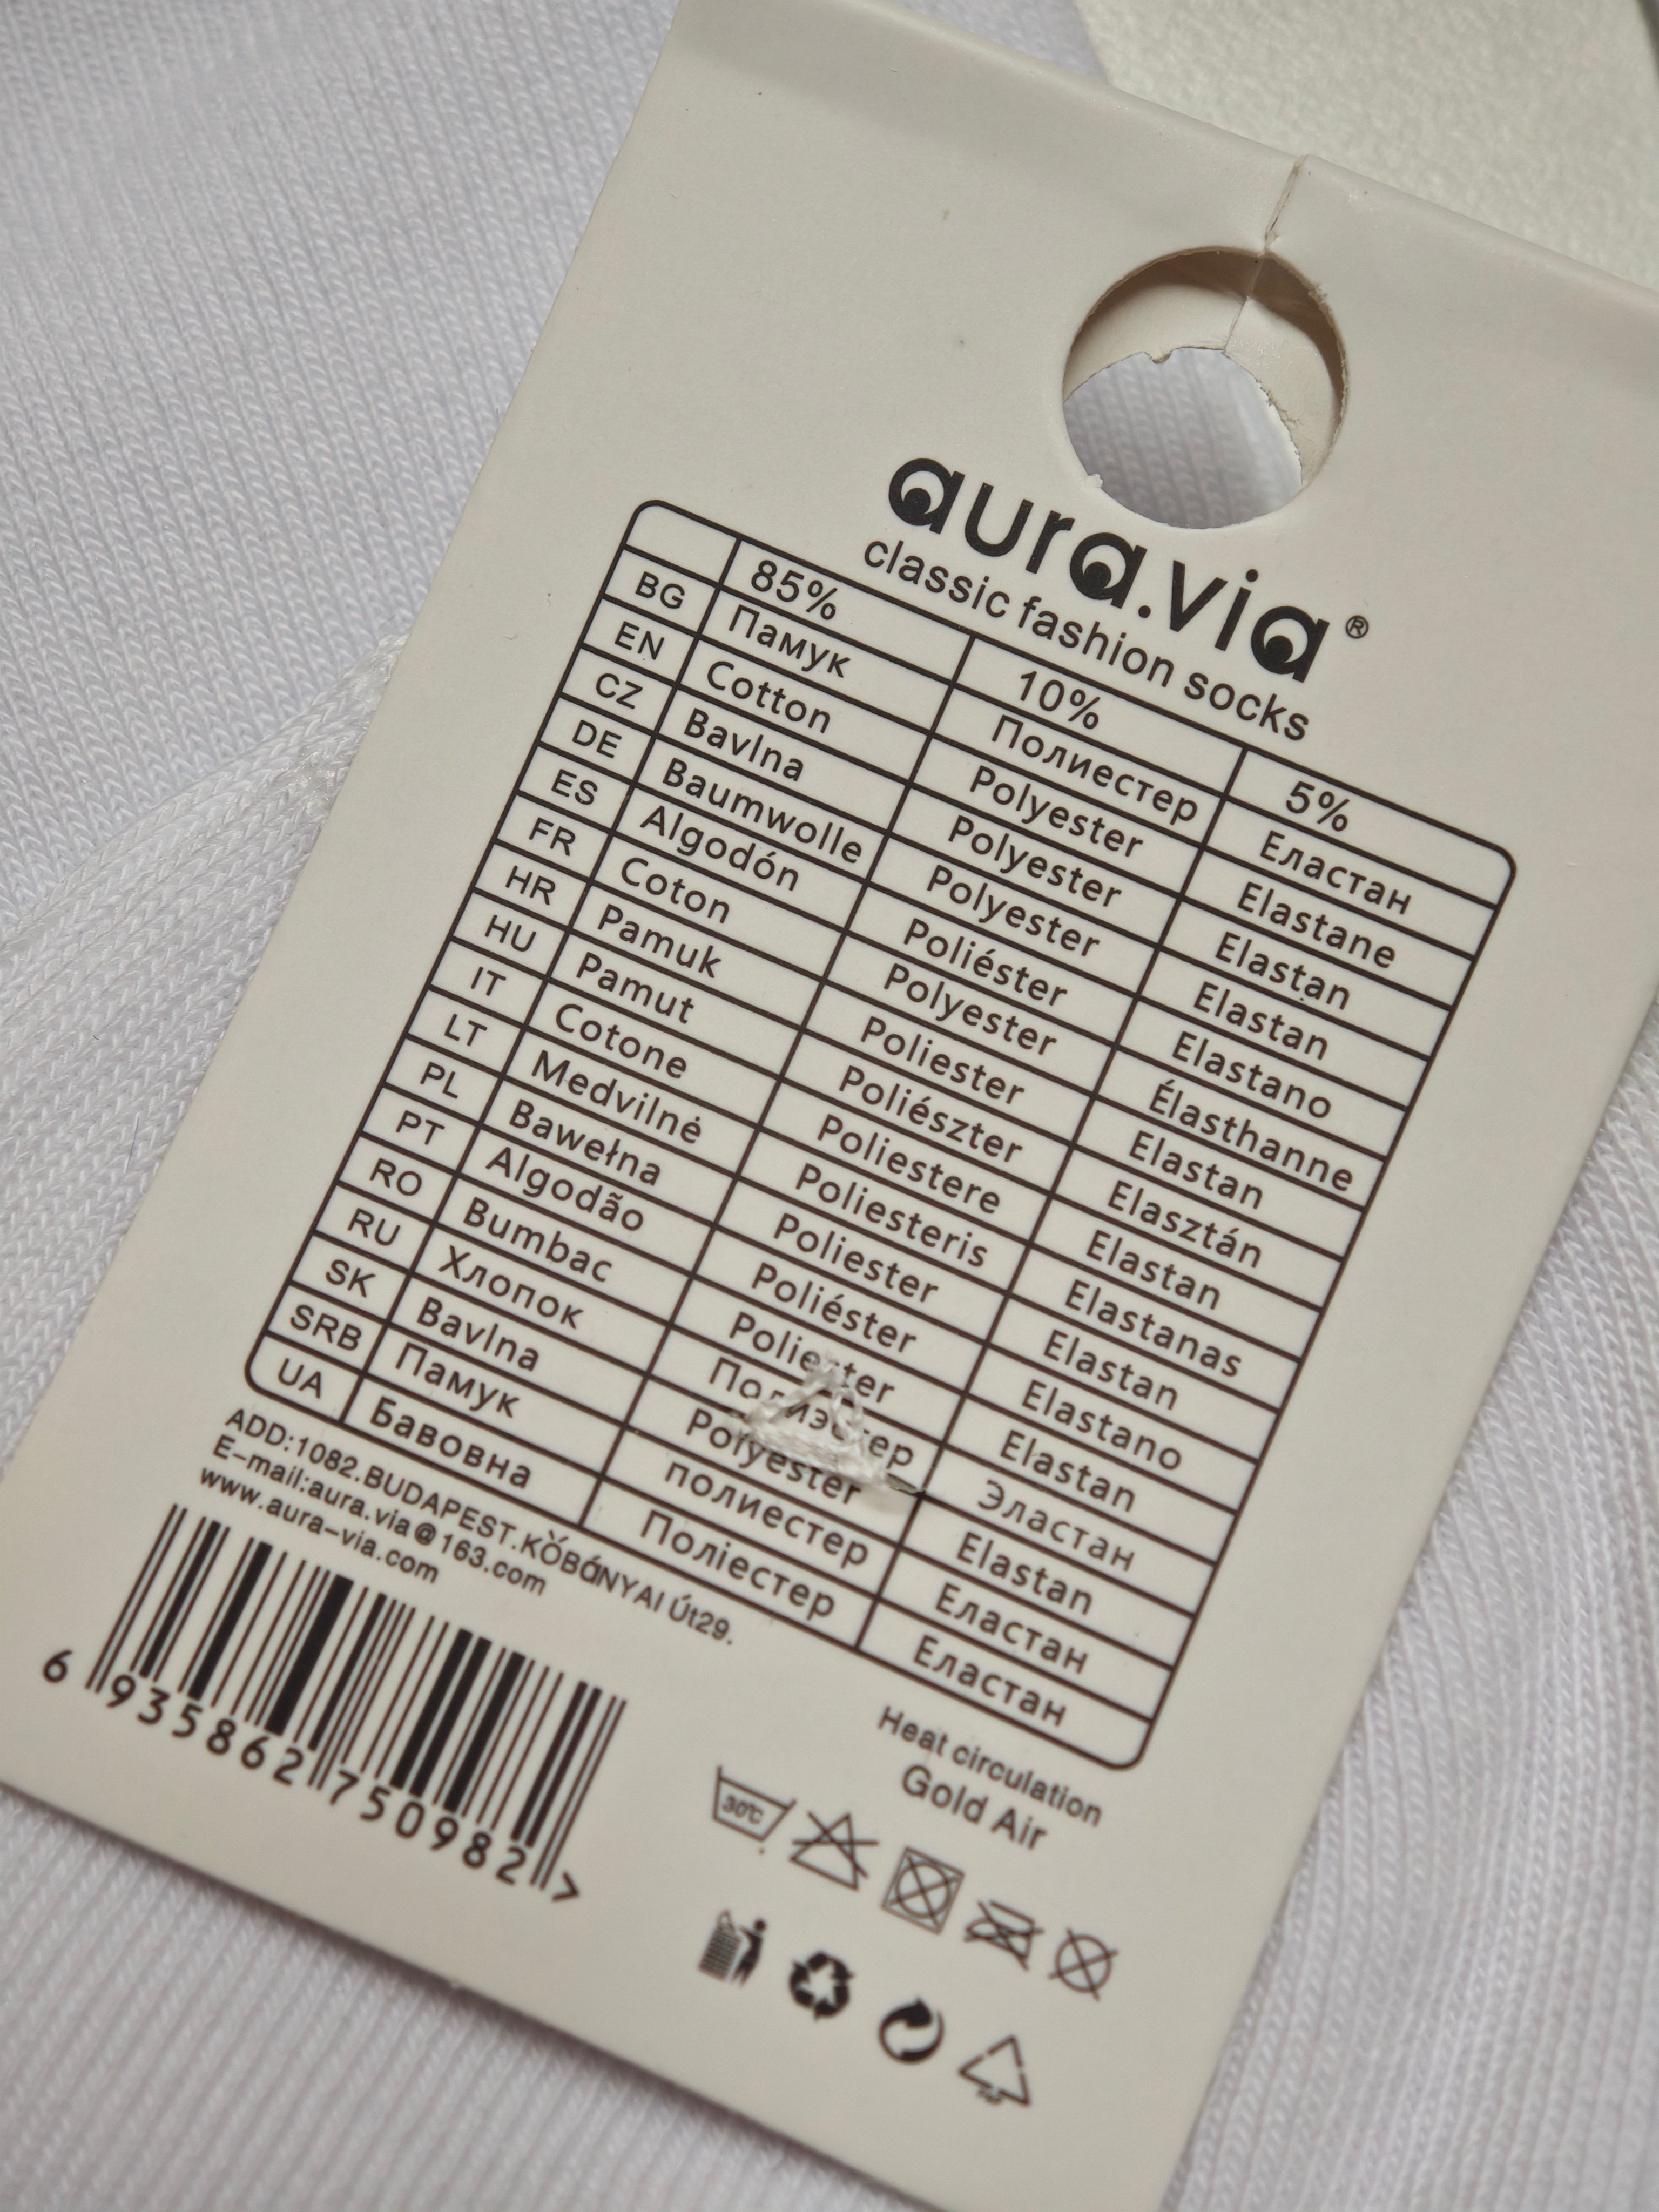 aura.via®
classic fashion socks
85% 10% 5%
BG Памук Полиестер Еластан
EN Cotton Polyester Elastane
CZ Bavlna Polyester Elastan
DE Baumwolle Polyester Elastan
ES Algodón Poliéster Elastano
FR Coton Polyester Élasthanne
HR Pamuk Poliester Elastan
HU Pamut Poliészter Elasztán
IT Cotone Poliestere Elastan
LT Medvilnė Poliesteris Elastanas
PL Bawełna Poliester Elastan
PT Algodão Poliéster Elastano
RO Bumbac Poliester Elastan
RU Хлопок Полиэстер Эластан
SK Bavlna Polyester Elastan
SRB Памук полиестер Еластан
UA Бавовна Поліестер Еластан
ADD:1082.BUDAPEST.KŐBáNYAI Út29.
E-mail:aura.via@163.com
www.aura-via.com
6 935862 750982 >
Heat circulation
Gold Air
30℃